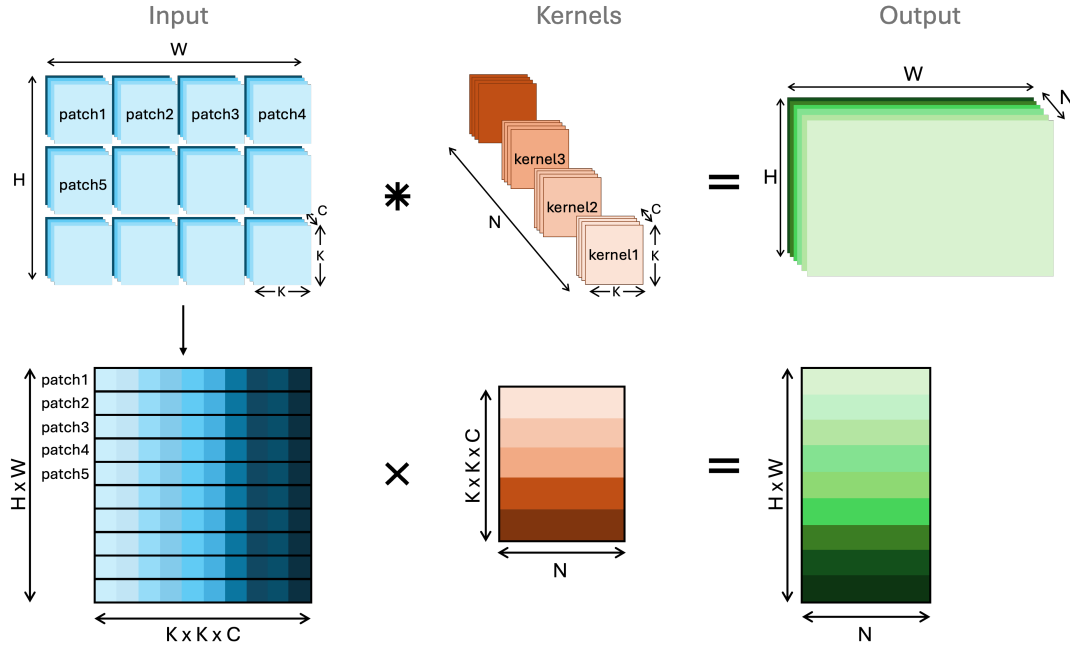 Input
Kernels
Output
W
H
patch1
patch2
patch3
patch4
patch5
C
K
K
*
kernel3
kernel2
kernel1
N
C
K
K
=
W
N
H
patch1
patch2
patch3
patch4
patch5
H x W
K x K x C
×
K x K x C
N
=
H x W
N